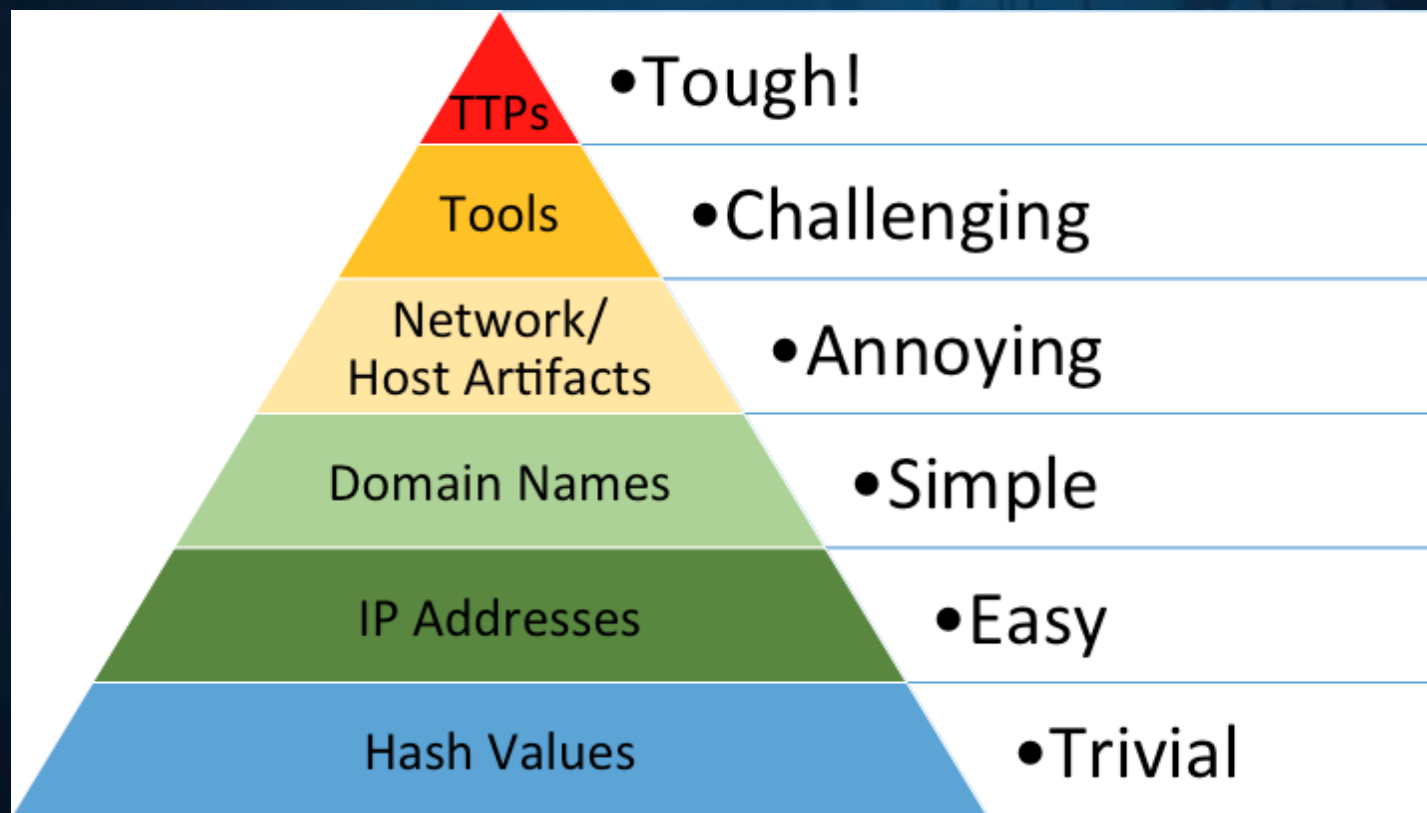 TTPs
•Tough!
Tools
•Challenging
Network/
Host Artifacts
•Annoying
Domain Names
•Simple
IP Addresses
•Easy
Hash Values
•Trivial